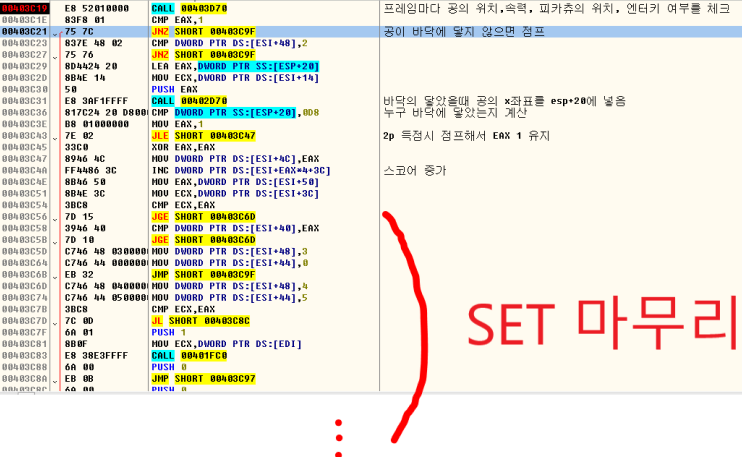 00403C19 E8 52010000 CALL 00403D70 프레임마다 공의 위치,속력, 피카츄의 위치, 엔터키 여부를 체크
00403C1E 83F8 01 CMP EAX,1
00403C21 75 7C JNZ SHORT 00403C9F 공이 바닥에 닿지 않으면 점프
00403C23 837E 48 02 CMP DWORD PTR DS:[ESI+48],2
00403C27 75 76 JNZ SHORT 00403C9F
00403C29 8D4424 20 LEA EAX,DWORD PTR SS:[ESP+20]
00403C2D 8B4E 14 MOV ECX,DWORD PTR DS:[ESI+14]
00403C30 50 PUSH EAX
00403C31 E8 3AF1FFFF CALL 00402D70 바닥의 닿았을때 공의 x좌표를 esp+20에 넣음
00403C36 817C24 20 D800 CMP DWORD PTR SS:[ESP+20],0D8 누구 바닥에 닿았는지 계산
00403C3E B8 01000000 MOV EAX,1
00403C43 7E 02 JLE SHORT 00403C47 2p 득점시 점프해서 EAX 1 유지
00403C45 33C0 XOR EAX,EAX
00403C47 8946 4C MOV DWORD PTR DS:[ESI+4C],EAX
00403C4A FF4486 3C INC DWORD PTR DS:[ESI+EAX*4+3C] 스코어 증가
00403C4E 8B46 50 MOV EAX,DWORD PTR DS:[ESI+50]
00403C51 8B4E 3C MOV ECX,DWORD PTR DS:[ESI+3C]
00403C54 3BC8 CMP ECX,EAX
00403C56 7D 15 JGE SHORT 00403C6D
00403C58 3946 40 CMP DWORD PTR DS:[ESI+40],EAX
00403C5B 7D 10 JGE SHORT 00403C6D
00403C5D C746 48 0300000 MOV DWORD PTR DS:[ESI+48],3
00403C64 C746 44 0000000 MOV DWORD PTR DS:[ESI+44],0
00403C6B EB 32 JMP SHORT 00403C9F
00403C6D C746 48 0400000 MOV DWORD PTR DS:[ESI+48],4
00403C74 C746 44 0500000 MOV DWORD PTR DS:[ESI+44],5
00403C7B 3BC8 CMP ECX,EAX
00403C7D 7C 0D JL SHORT 00403C8C
00403C7F 6A 01 PUSH 1
00403C81 8B0F MOV ECX,DWORD PTR DS:[EDI]
00403C83 E8 38E3FFFF CALL 00401FC0
00403C88 6A 00 PUSH 0
00403C8A EB 0B JMP SHORT 00403C97
00403C8C 6A 00 PUSH 0
SET 마무리